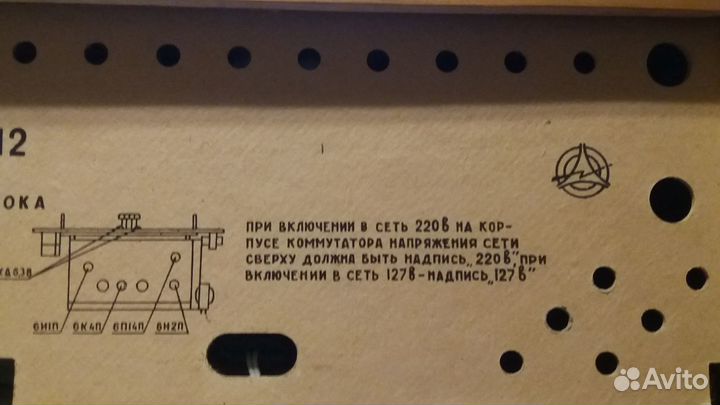 12
ОКА
ПРИ ВКЛЮЧЕНИИ В СЕТЬ 220В НА КОР-
ПУСЕ КОММУТАТОРА НАПРЯЖЕНИЯ СЕТИ
СВЕРХУ ДОЛЖНА БЫТЬ НАДПИСЬ „220В", ПРИ
ВКЛЮЧЕНИИ В СЕТЬ 127В-НАДПИСЬ „127В"
6И1П 6К4П 6П14П 6Н2П
Avito